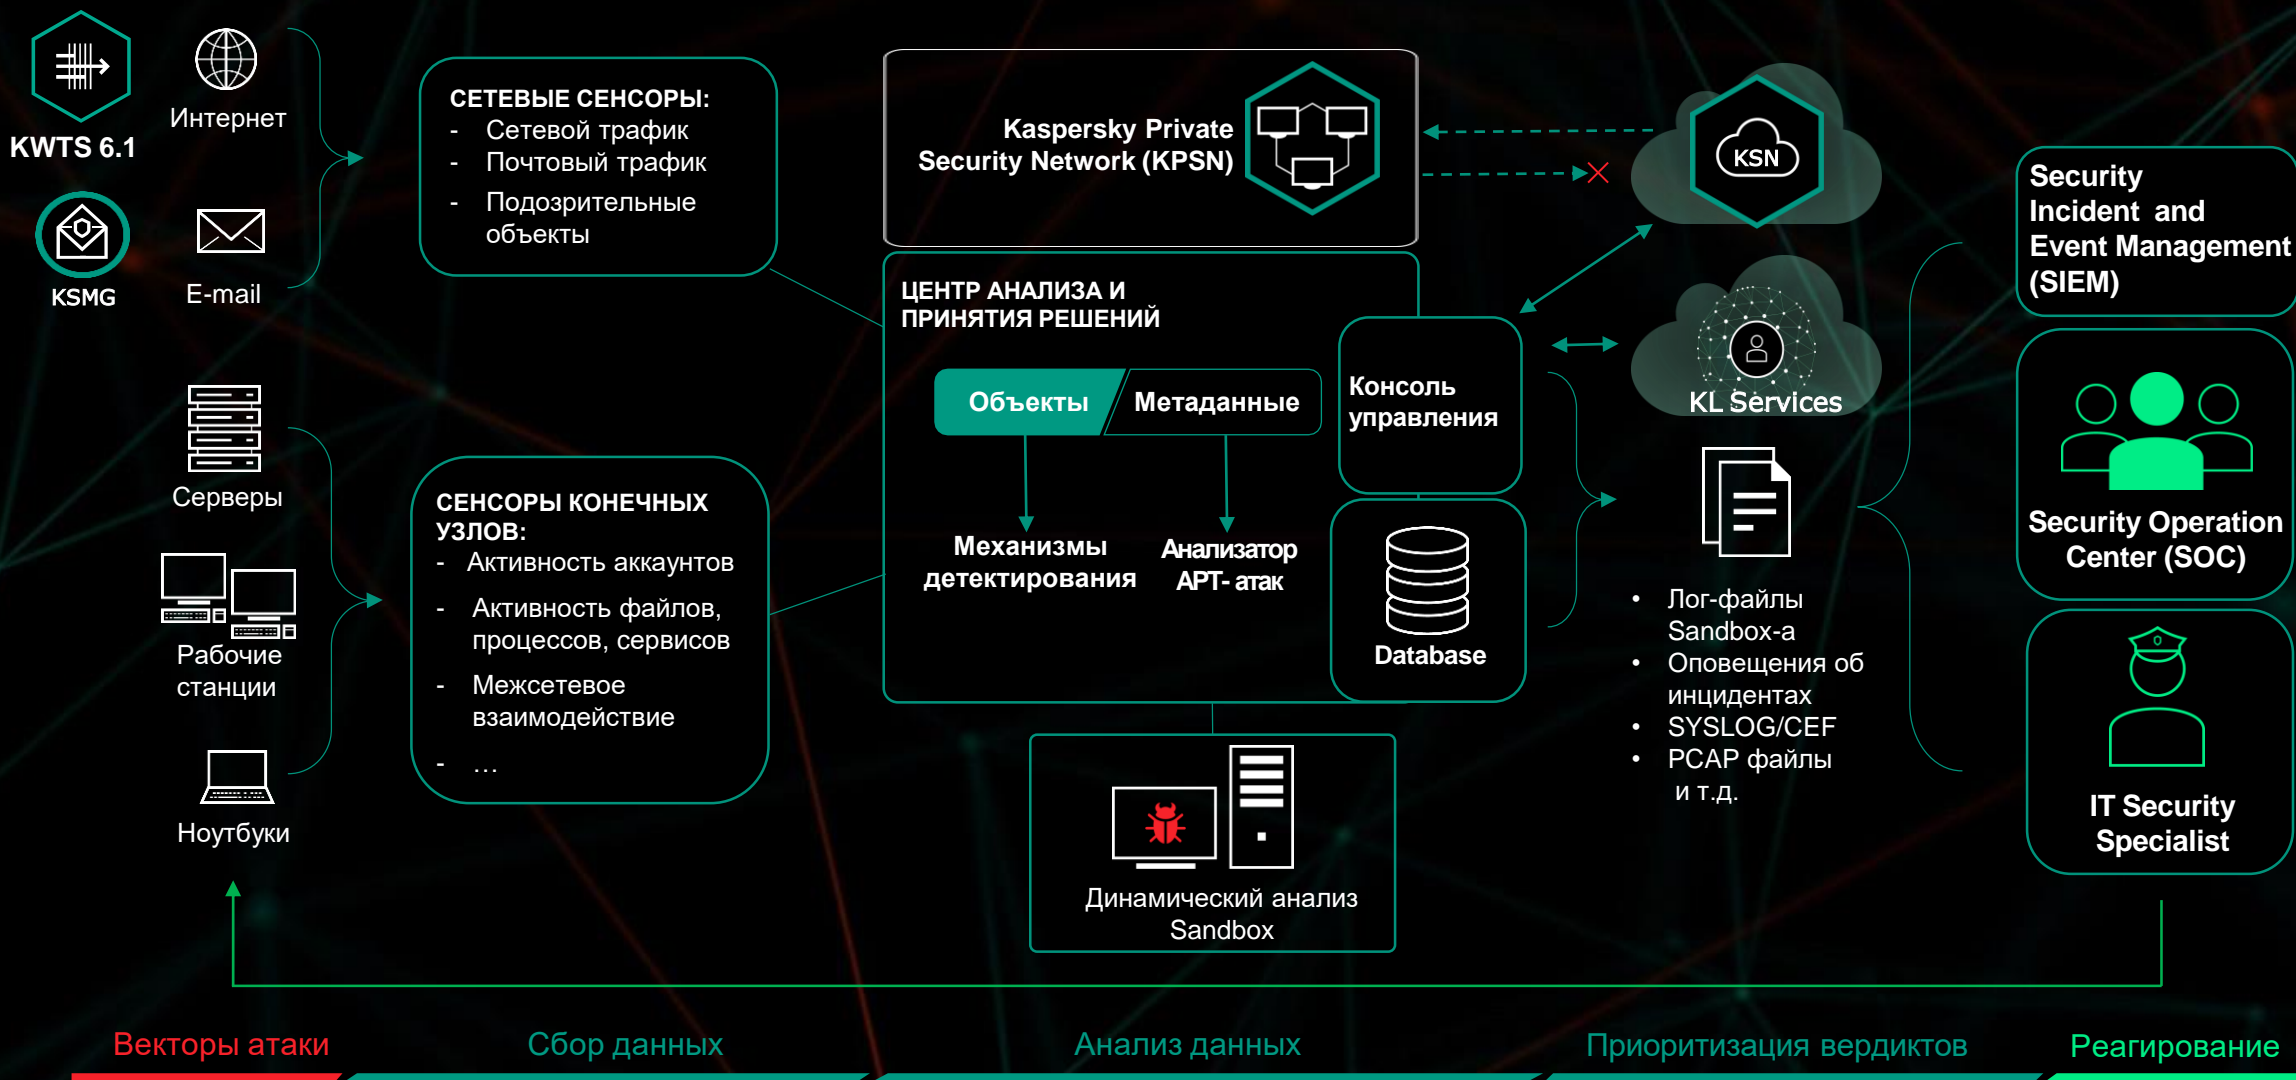 KWTS 6.1
Интернет
KSMG
E-mail
Серверы
Рабочие
станции
Ноутбуки
СЕТЕВЫЕ СЕНСОРЫ:
- Сетевой трафик
- Почтовый трафик
- Подозрительные
объекты
СЕНСОРЫ КОНЕЧНЫХ
УЗЛОВ:
- Активность аккаунтов
- Активность файлов,
процессов, сервисов
- Межсетевое
взаимодействие
- …
Kaspersky Private
Security Network (KPSN)
ЦЕНТР АНАЛИЗА И
ПРИНЯТИЯ РЕШЕНИЙ
Объекты
Метаданные
Механизмы
детектирования
Анализатор
АРТ- атак
Консоль
управления
Database
Динамический анализ
Sandbox
KSN
KL Services
• Лог-файлы
Sandbox-а
• Оповещения об
инцидентах
• SYSLOG/CEF
• PCAP файлы
и т.д.
Security
Incident and
Event Management
(SIEM)
Security Operation
Center (SOC)
IT Security
Specialist
Векторы атаки
Сбор данных
Анализ данных
Приоритизация вердиктов
Реагирование